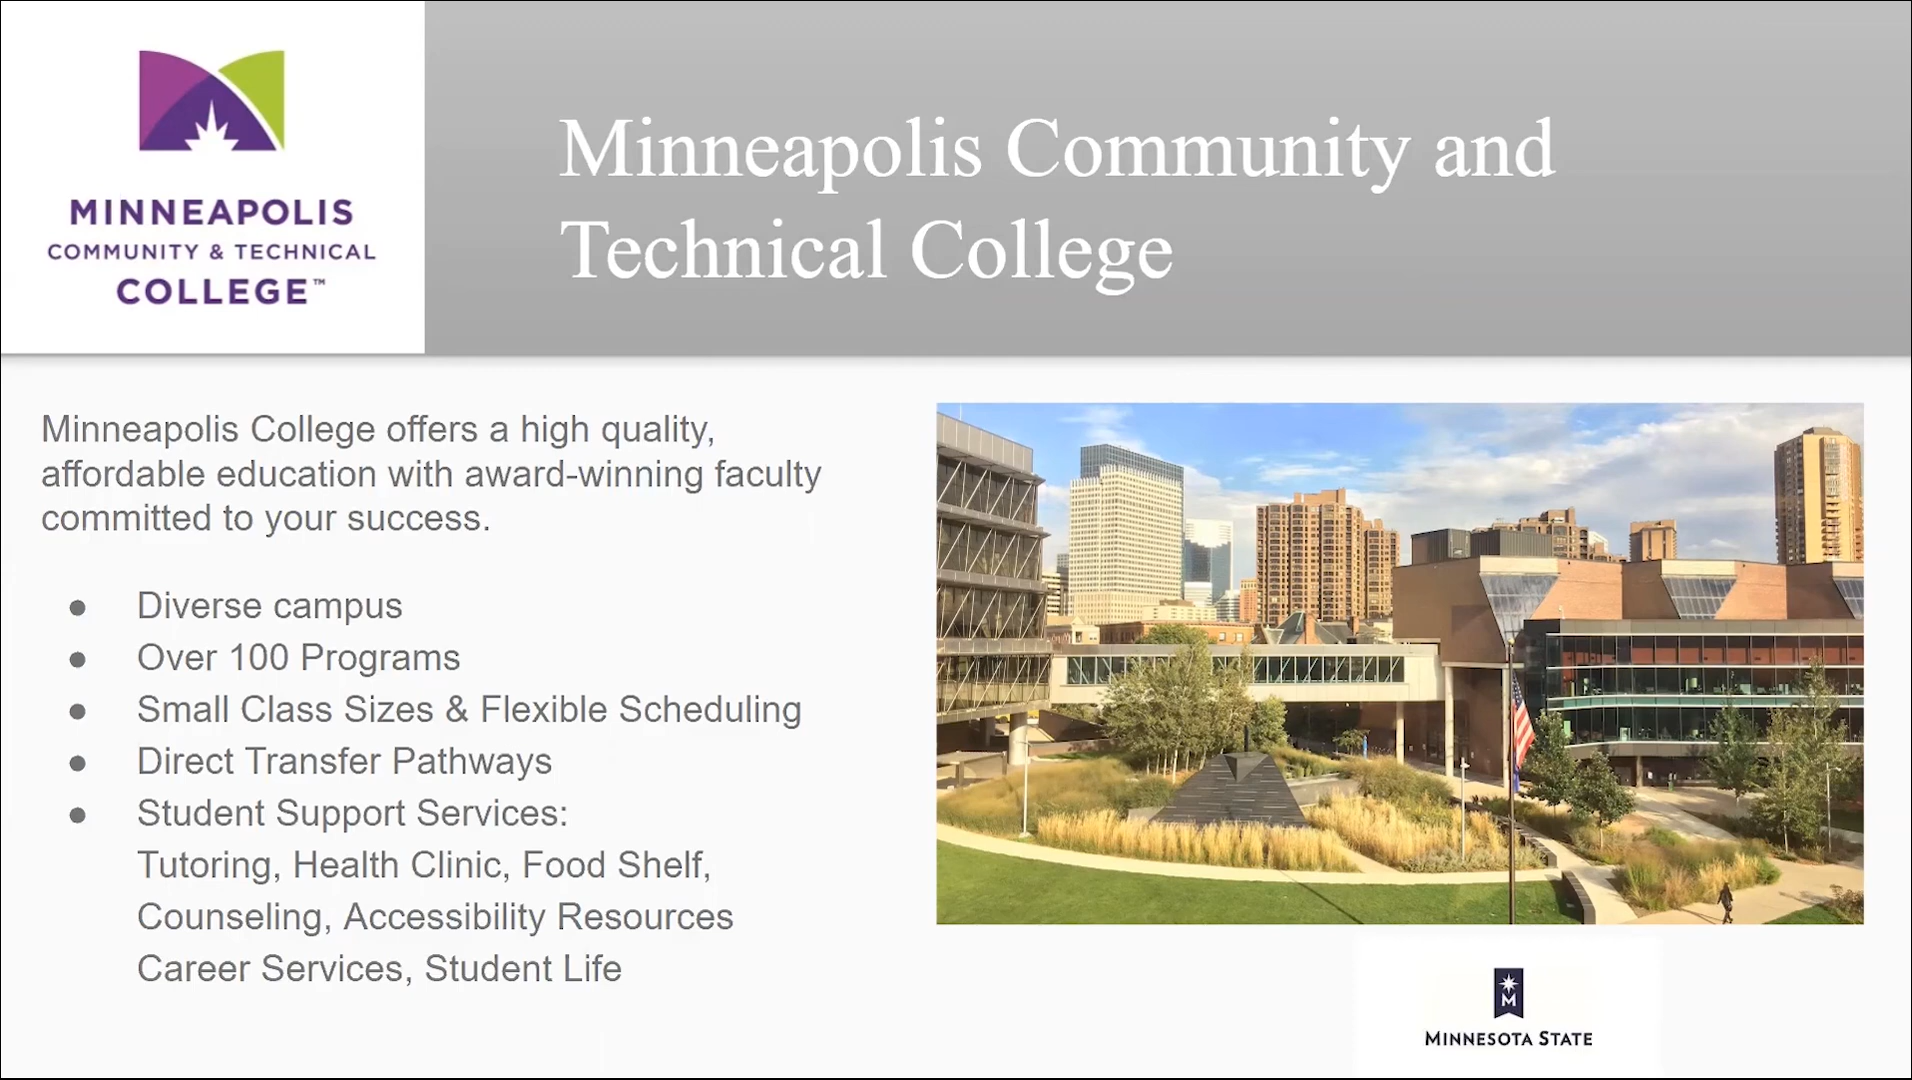 MINNEAPOLIS
COMMUNITY & TECHNICAL
COLLEGE™
Minneapolis Community and
Technical College
Minneapolis College offers a high quality,
affordable education with award-winning faculty
committed to your success.
● Diverse campus
● Over 100 Programs
● Small Class Sizes & Flexible Scheduling
● Direct Transfer Pathways
● Student Support Services:
Tutoring, Health Clinic, Food Shelf,
Counseling, Accessibility Resources
Career Services, Student Life
M
MINNESOTA STATE